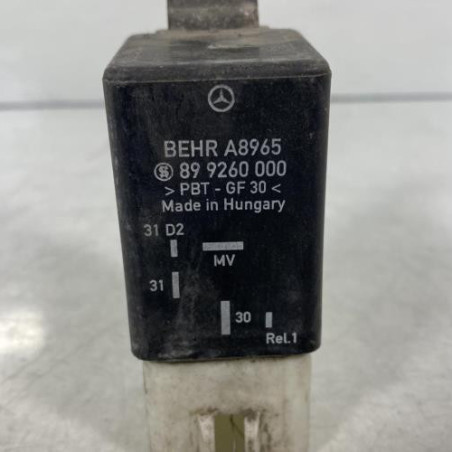 BEHR A8965
89 9260 000
> PBT - GF 30 <
Made in Hungary
31 D2
MV
31
30
Rel.1